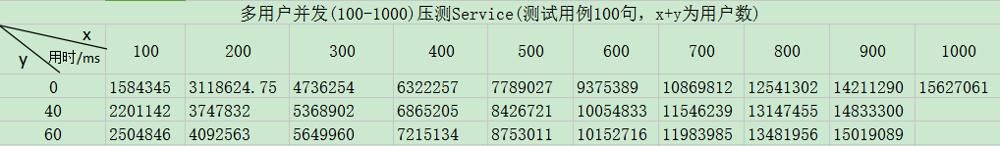 多用户并发(100-1000)压测Service(测试用例100句，x+y为用户数)
x
y 用时/ms 100 200 300 400 500 600 700 800 900 1000
0 1584345 3118624.75 4736254 6322257 7789027 9375389 10869812 12541302 14211290 15627061
40 2201142 3747832 5368902 6865205 8426721 10054833 11546239 13147455 14833300
60 2504846 4092563 5649960 7215134 8753011 10152716 11983985 13481956 15019089